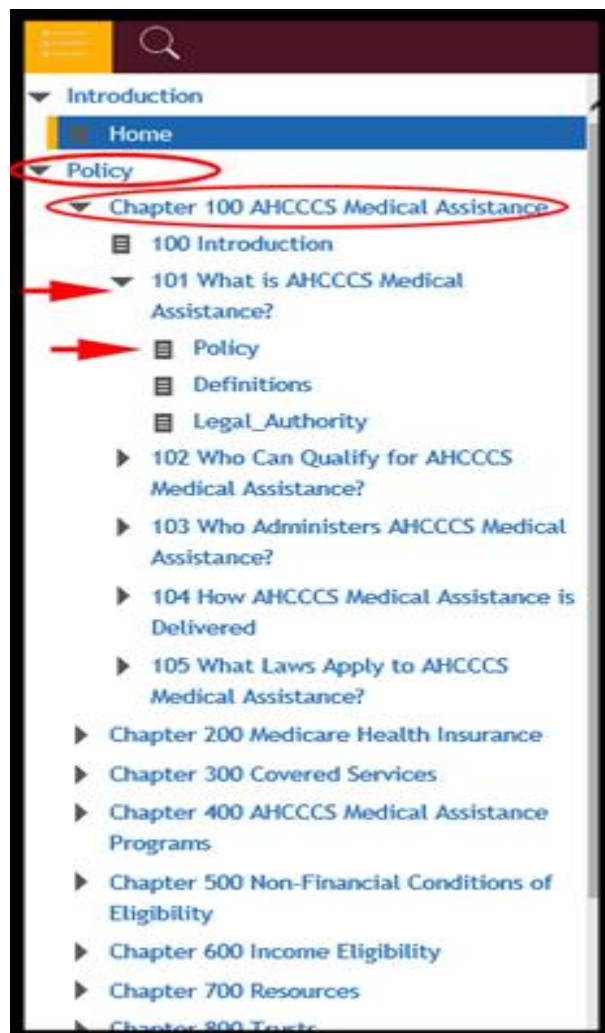 Introduction
Home
Policy
Chapter 100 AHCCCS Medical Assistance
100 Introduction
101 What is AHCCCS Medical
Assistance?
Policy
Definitions
Legal_Authority
102 Who Can Qualify for AHCCCS
Medical Assistance?
103 Who Administers AHCCCS Medical
Assistance?
104 How AHCCCS Medical Assistance is
Delivered
105 What Laws Apply to AHCCCS
Medical Assistance?
Chapter 200 Medicare Health Insurance
Chapter 300 Covered Services
Chapter 400 AHCCCS Medical Assistance
Programs
Chapter 500 Non-Financial Conditions of
Eligibility
Chapter 600 Income Eligibility
Chapter 700 Resources
Chapter 800 Trusts